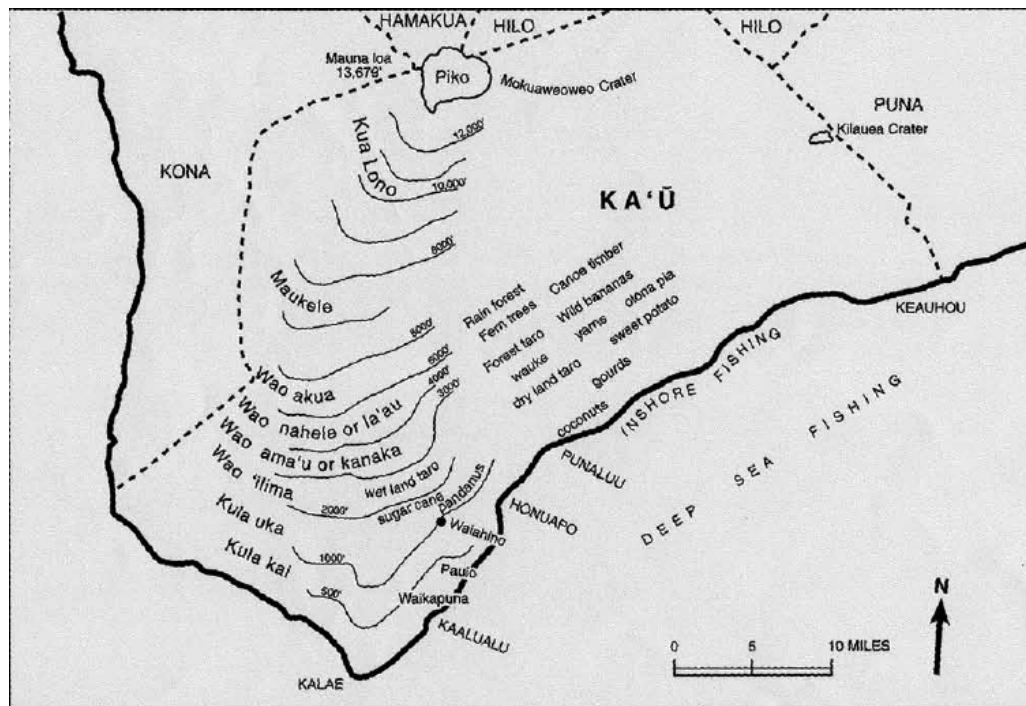 HAMAKUA
HILO
HILO
Mauna loa
13,679'
Piko
Mokuaweoweo Crater
PUNA
Kilauea Crater
KONA
Kua Lono
12,000'
10,000'
KA'Ū
8000'
Maukele
Rain forest
Canoe timber
Fern trees
Wild bananas
Forest taro
olona pia
wauke
yams
sweet potato
dry land taro
gourds
coconuts
KEAUHOU
INSHORE FISHING
DEEP SEA FISHING
Wao akua
6000'
4000'
3000'
Wao nahele or la'au
Wao ama'u or kanaka
Wao 'ilima
wet land taro
sugar cane
pandanus
2000'
Kula uka
1000'
Kula kai
500'
Waiahino
PUNALUU
HONUAPO
Paula
Waikapuna
KAALUALU
KALAE
N
0 5 10 MILES